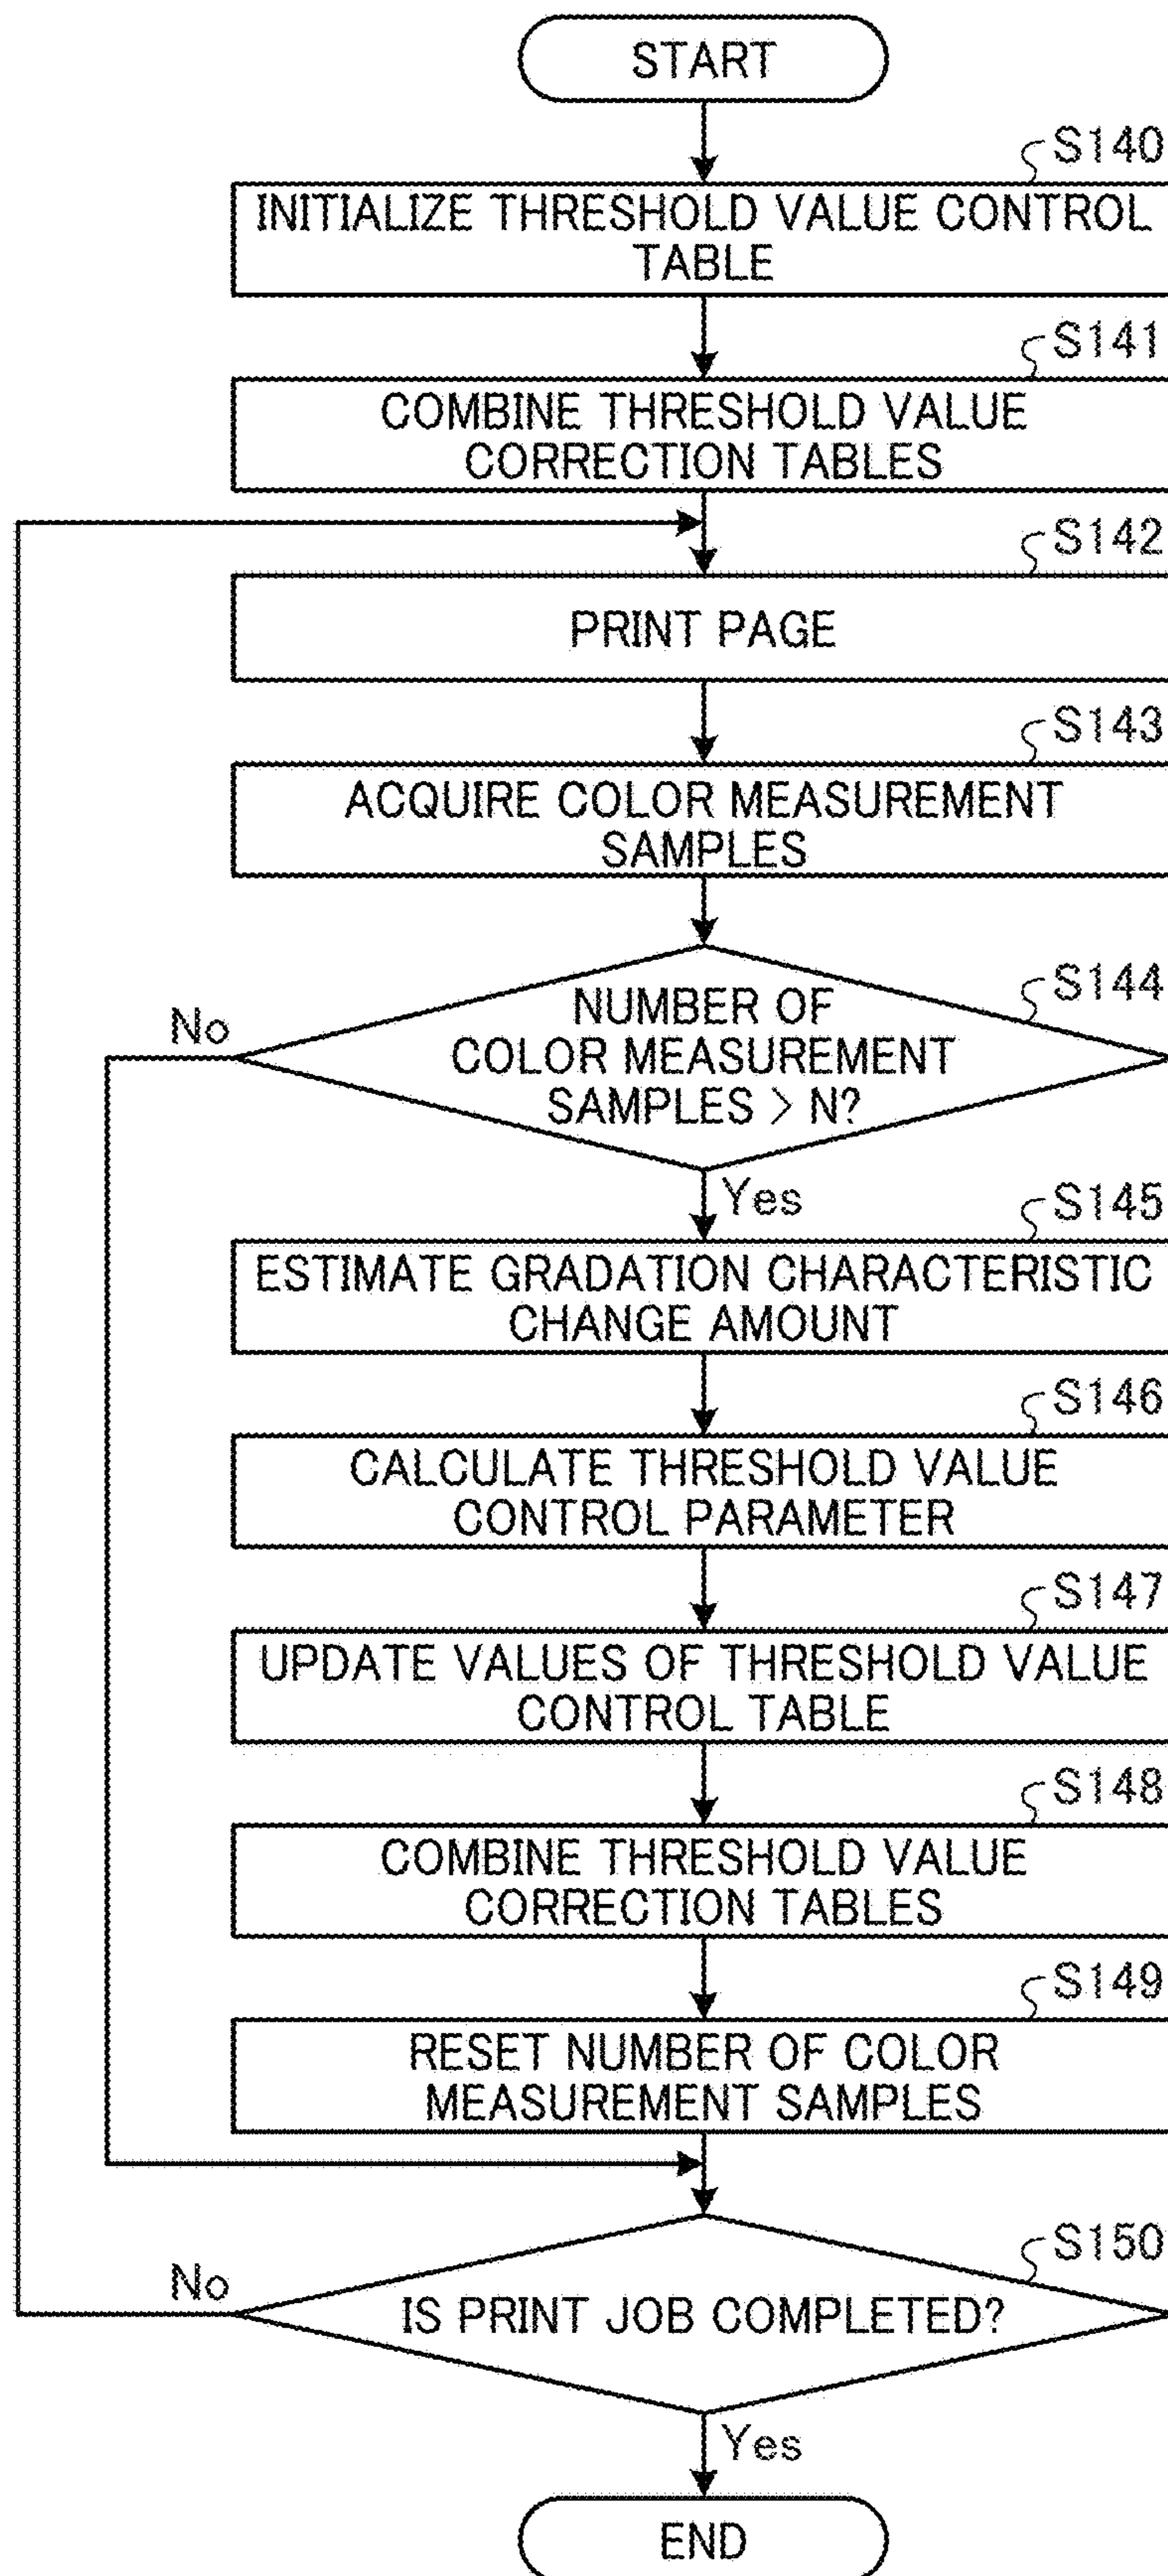 START
S140
INITIALIZE THRESHOLD VALUE CONTROL
TABLE
S141
COMBINE THRESHOLD VALUE
CORRECTION TABLES
S142
PRINT PAGE
S143
ACQUIRE COLOR MEASUREMENT
SAMPLES
S144
No
NUMBER OF
COLOR MEASUREMENT
SAMPLES > N?
Yes
S145
ESTIMATE GRADATION CHARACTERISTIC
CHANGE AMOUNT
S146
CALCULATE THRESHOLD VALUE
CONTROL PARAMETER
S147
UPDATE VALUES OF THRESHOLD VALUE
CONTROL TABLE
S148
COMBINE THRESHOLD VALUE
CORRECTION TABLES
S149
RESET NUMBER OF COLOR
MEASUREMENT SAMPLES
S150
No
IS PRINT JOB COMPLETED?
Yes
END